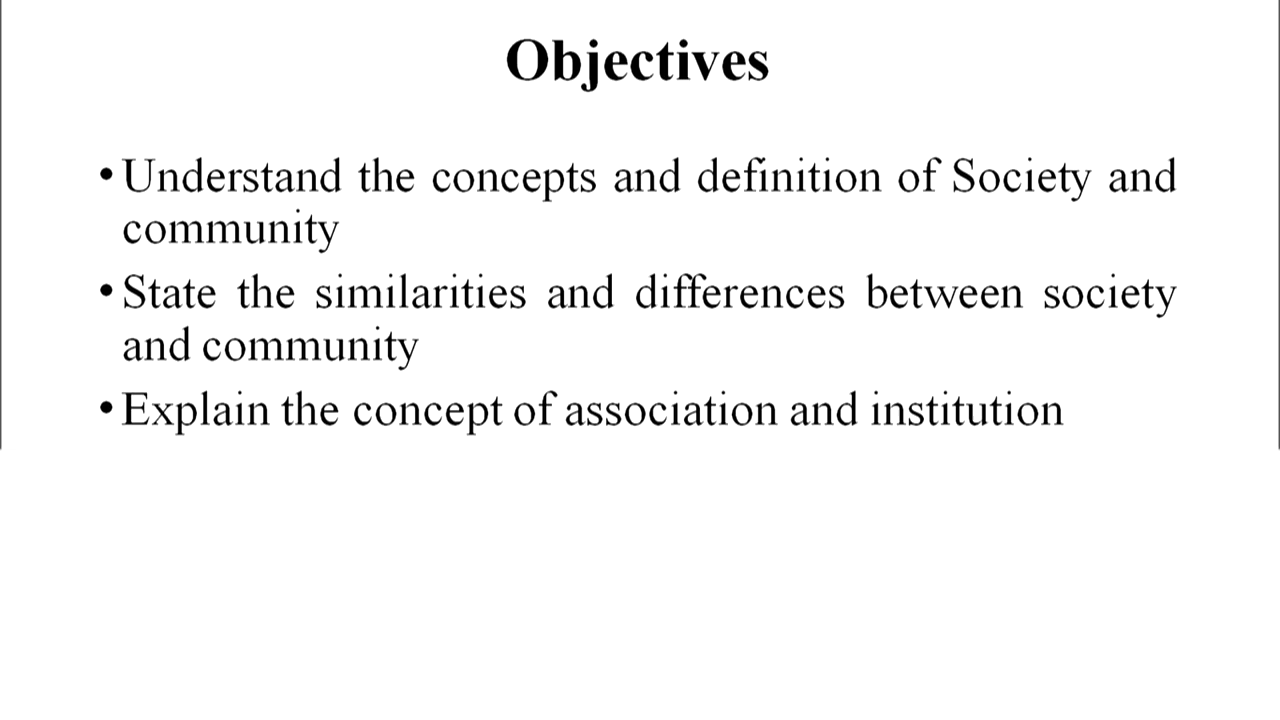 Objectives
• Understand the concepts and definition of Society and
community
• State the similarities and differences between society
and community
• Explain the concept of association and institution